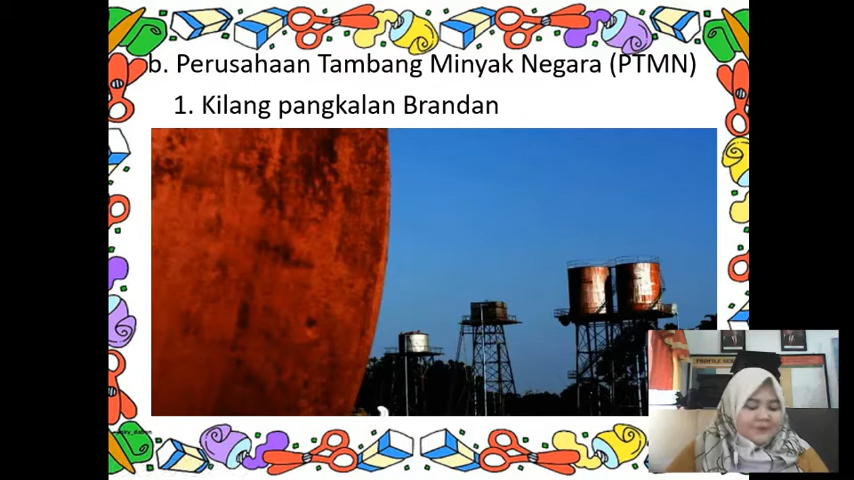 b. Perusahaan Tambang Minyak Negara (PTMN)
1. Kilang pangkalan Brandan